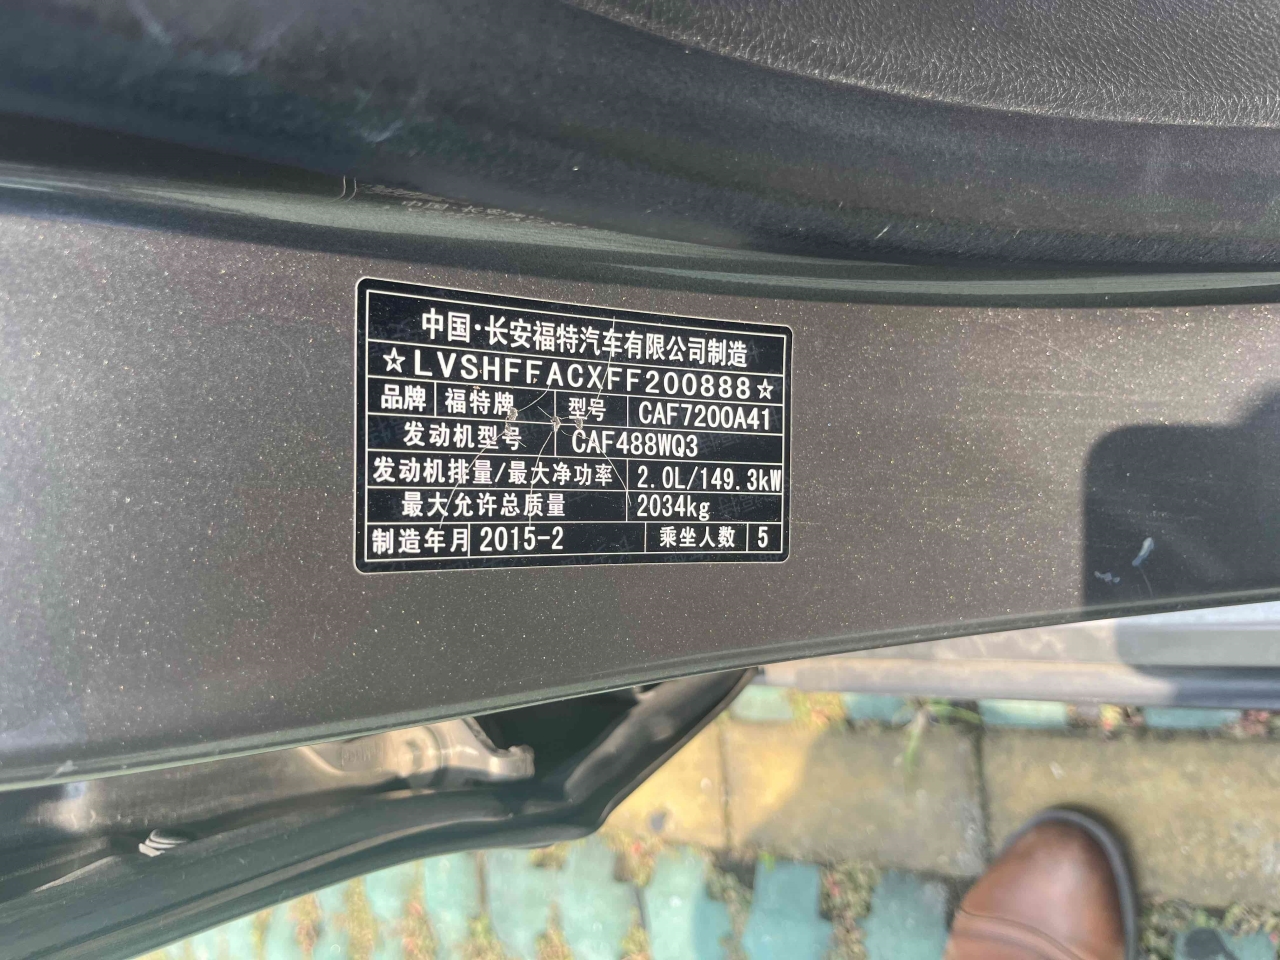 中国·长安福特汽车有限公司制造
☆LVSHFFACXFF200888☆
品牌 福特牌 型号 CAF7200A41
发动机型号 CAF488WQ3
发动机排量/最大净功率 2.0L/149.3kW
最大允许总质量 2034kg
制造年月 2015-2 乘坐人数 5